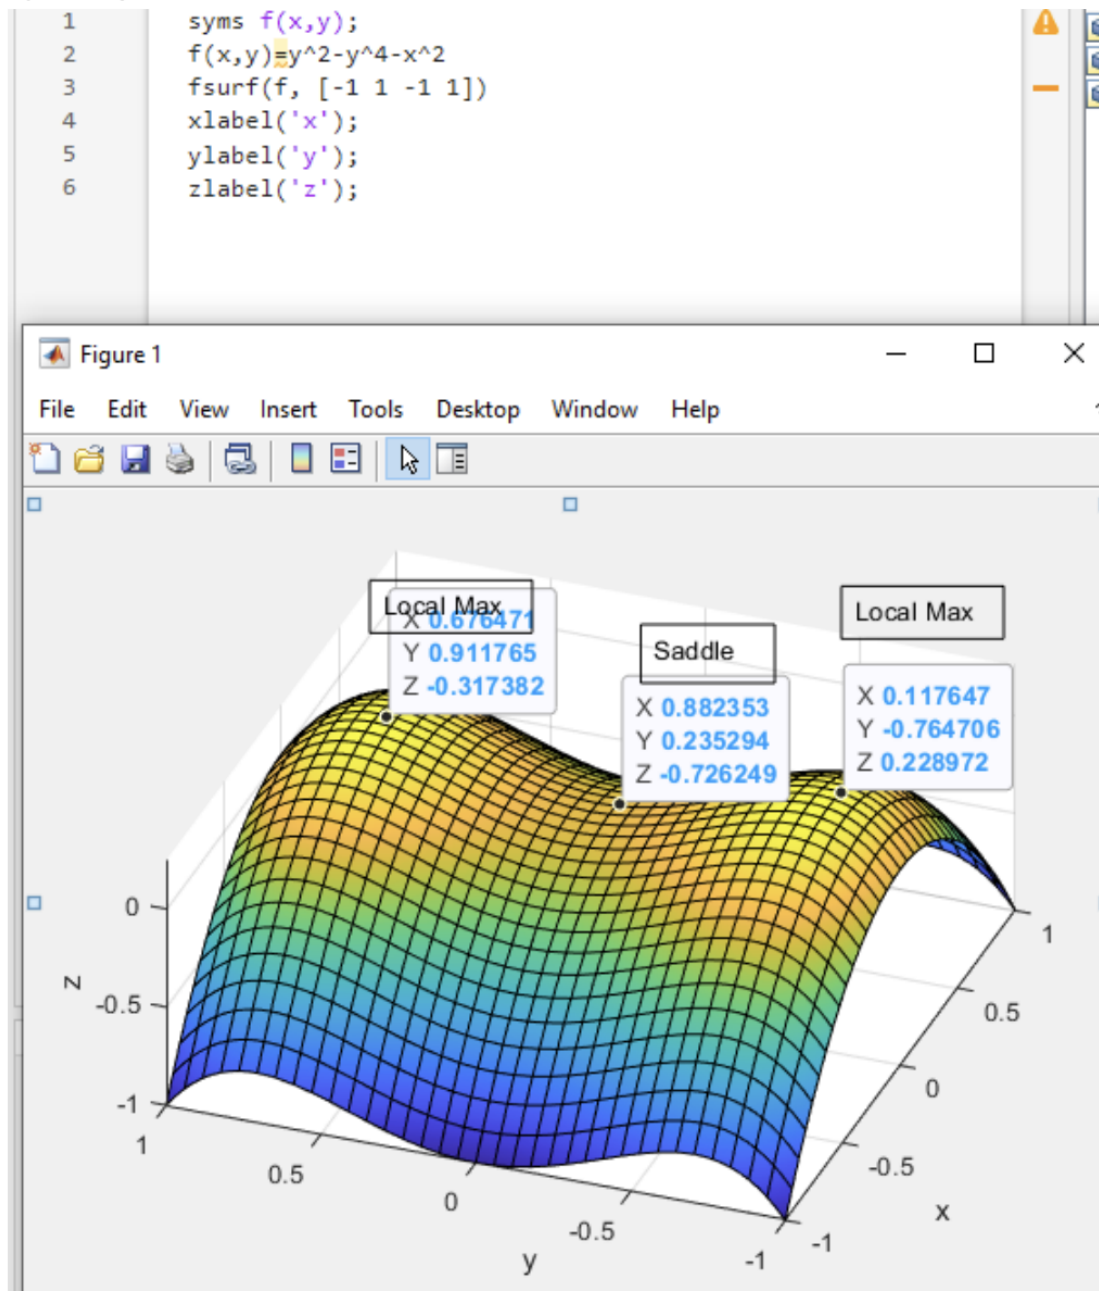 1 syms f(x,y);
2 f(x,y)=y^2-y^4-x^2
3 fsurf(f, [-1 1 -1 1])
4 xlabel('x');
5 ylabel('y');
6 zlabel('z');
Figure 1
File Edit View Insert Tools Desktop Window Help
Local Max
X 0.676471
Y 0.911765
Z -0.317382
Saddle
X 0.882353
Y 0.235294
Z -0.726249
Local Max
X 0.117647
Y -0.764706
Z 0.228972
0
-0.5
-1
z
1
0.5
0
-0.5
-1
y
1
0.5
0
-0.5
-1
x